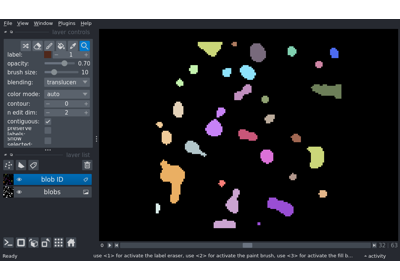 File View Window Plugins Help
layer controls
label: 1
opacity: 0.70
brush size: 10
blending: translucen
color mode: auto
contour: 0
n edit dim: 2
contiguous:
preserve labels:
show selected:
layer list
blob ID
blobs
32 63
Ready
use <1> for activate the label eraser, use <2> for activate the paint brush, use <3> for activate the fill b...
activity